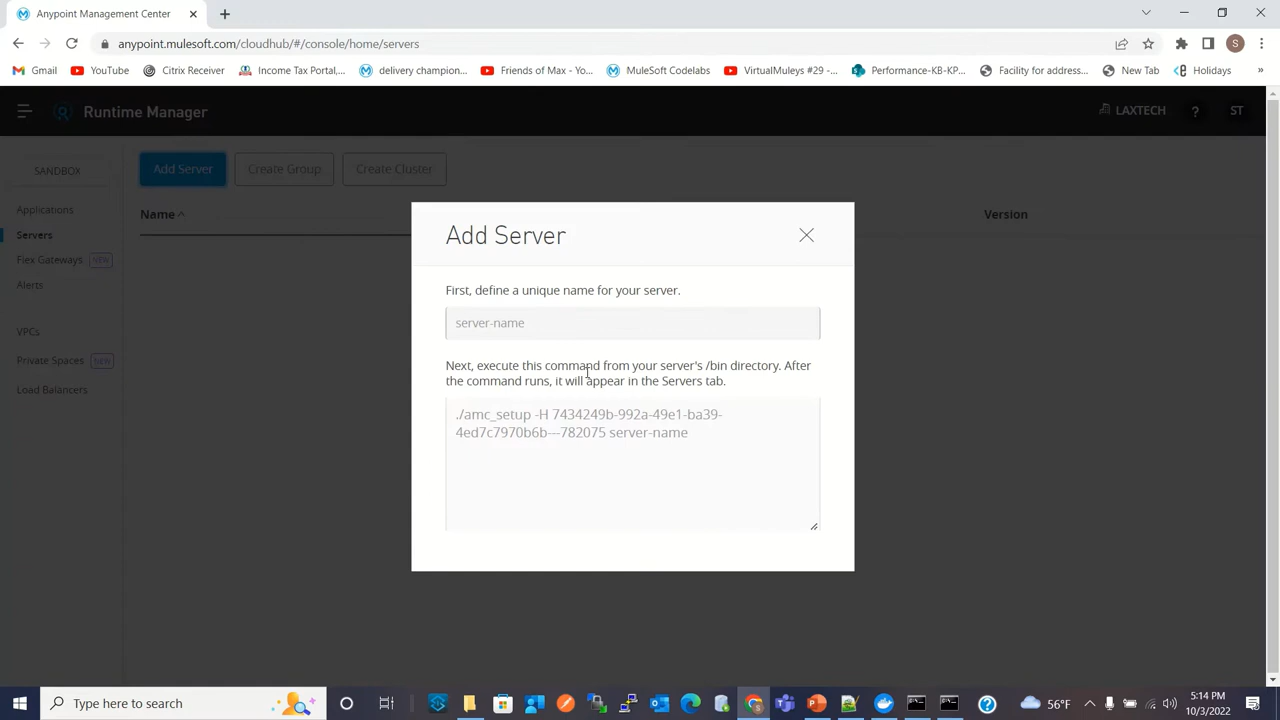 Anypoint Management Center
anypoint.mulesoft.com/cloudhub/#/console/home/servers
Gmail YouTube Citrix Receiver Income Tax Portal,... delivery champion... Friends of Max - Yo... MuleSoft Codelabs VirtualMuleys #29 -... Performance-KB-KP... Facility for address... New Tab Holidays »
Runtime Manager LAXTECH ? ST
SANDBOX
Applications
Servers
Flex Gateways NEW
Alerts
VPCs
Private Spaces NEW
Load Balancers
Add Server Create Group Create Cluster
Name Version
Add Server
First, define a unique name for your server.
server-name
Next, execute this command from your server's /bin directory. After
the command runs, it will appear in the Servers tab.
./amc_setup -H 7434249b-992a-49e1-ba39-
4ed7c7970b6b---782075 server-name
Type here to search
56°F
5:14 PM
10/3/2022